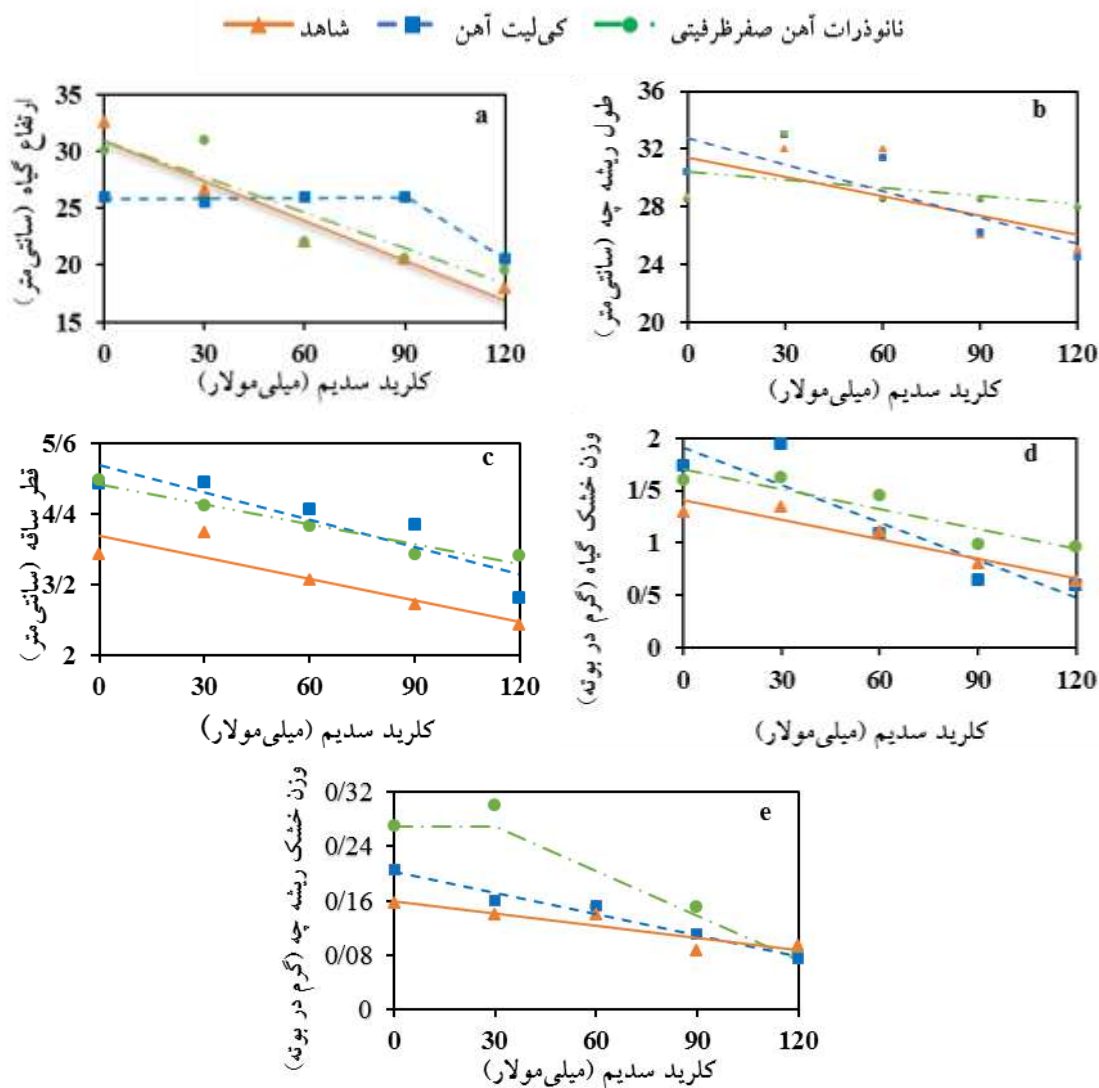 شاهد کی‌لیت آهن نانوذرات آهن صفرظرفیتی
a
ارتفاع گیاه (سانتی‌متر)
35
30
25
20
15
0 30 60 90 120
کلرید سدیم (میلی‌مولار)
b
طول ریشه چه (سانتی‌متر)
36
32
28
24
20
0 30 60 90 120
کلرید سدیم (میلی‌مولار)
c
قطر ساقه (سانتی‌متر)
5/6
4/4
3/2
2
0 30 60 90 120
کلرید سدیم (میلی‌مولار)
d
وزن خشک گیاه (گرم در بوته)
2
1/5
1
0/5
0
0 30 60 90 120
کلرید سدیم (میلی‌مولار)
e
وزن خشک ریشه چه (گرم در بوته)
0/32
0/24
0/16
0/08
0
0 30 60 90 120
کلرید سدیم (میلی‌مولار)